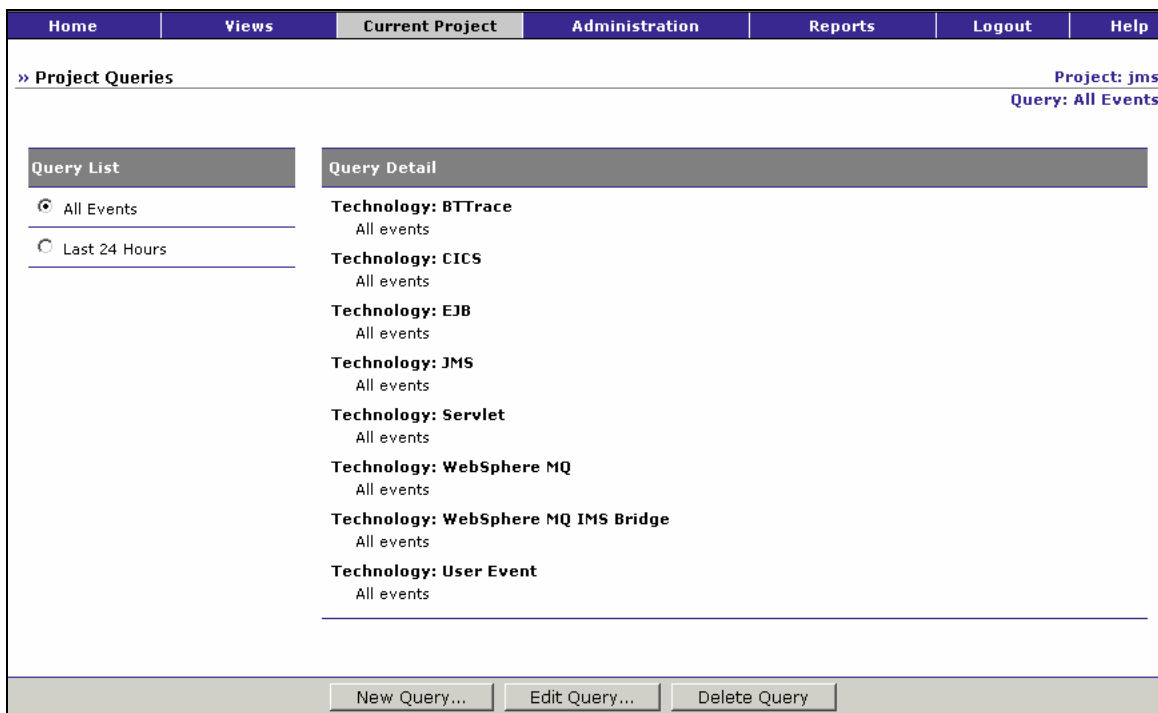 Home Views Current Project Administration Reports Logout Help
» Project Queries Project: jms
Query: All Events
Query List
All Events
Last 24 Hours
Query Detail
Technology: BTTrace
All events
Technology: CICS
All events
Technology: EJB
All events
Technology: JMS
All events
Technology: Servlet
All events
Technology: WebSphere MQ
All events
Technology: WebSphere MQ IMS Bridge
All events
Technology: User Event
All events
New Query... Edit Query... Delete Query